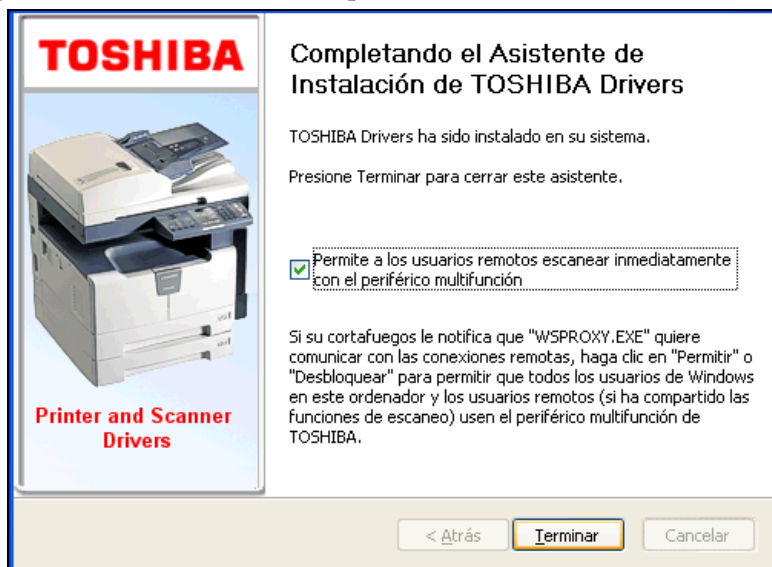 TOSHIBA
Completando el Asistente de
Instalación de TOSHIBA Drivers
TOSHIBA Drivers ha sido instalado en su sistema.
Presione Terminar para cerrar este asistente.
Permite a los usuarios remotos escanear inmediatamente
con el periférico multifunción
Si su cortafuegos le notifica que "WSPROXY.EXE" quiere
comunicar con las conexiones remotas, haga clic en "Permitir" o
"Desbloquear" para permitir que todos los usuarios de Windows
en este ordenador y los usuarios remotos (si ha compartido las
funciones de escaneo) usen el periférico multifunción de
TOSHIBA.
Printer and Scanner
Drivers
< Atrás
Terminar
Cancelar